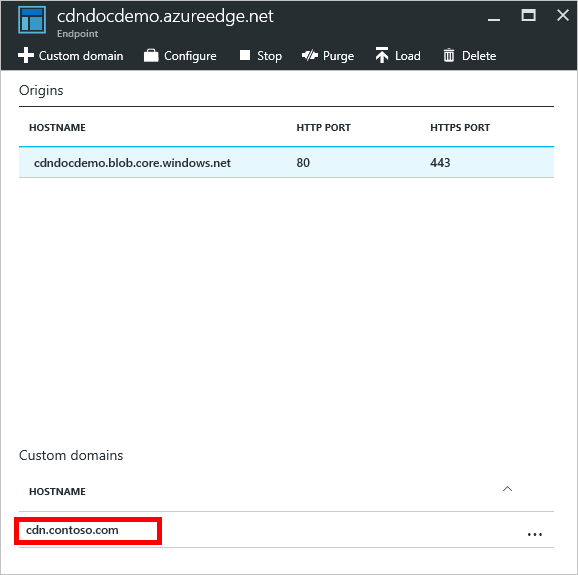 cdndocdemo.azureedge.net
Endpoint
Custom domain Configure Stop Purge Load Delete
Origins
HOSTNAME HTTP PORT HTTPS PORT
cdndocdemo.blob.core.windows.net 80 443
Custom domains
HOSTNAME
cdn.contoso.com ...